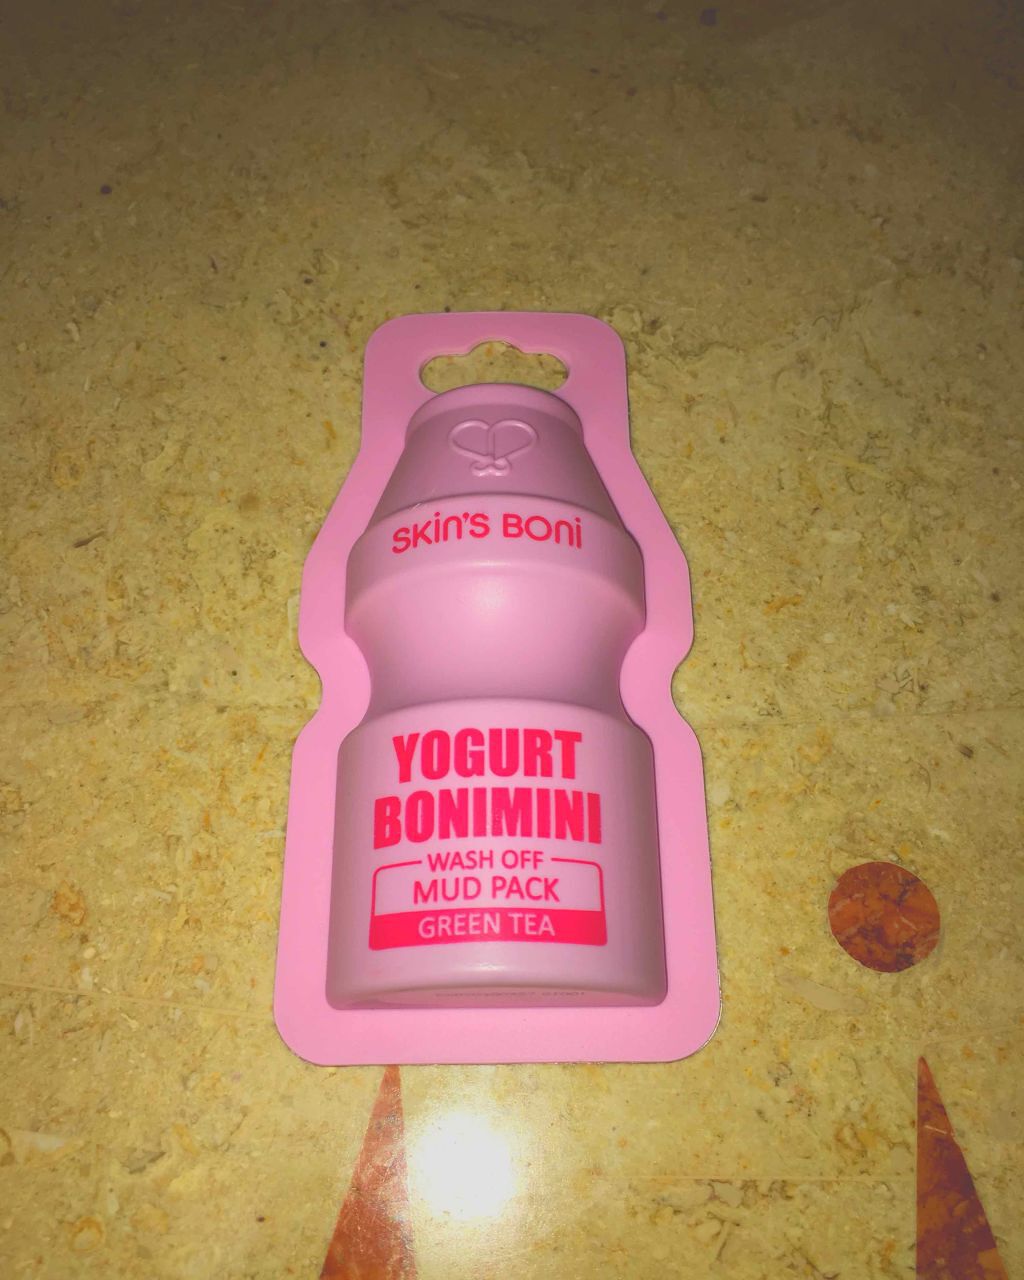 SKin'S BOni
YOGURT
BONIMINI
WASH OFF
MUD PACK
GREEN TEA